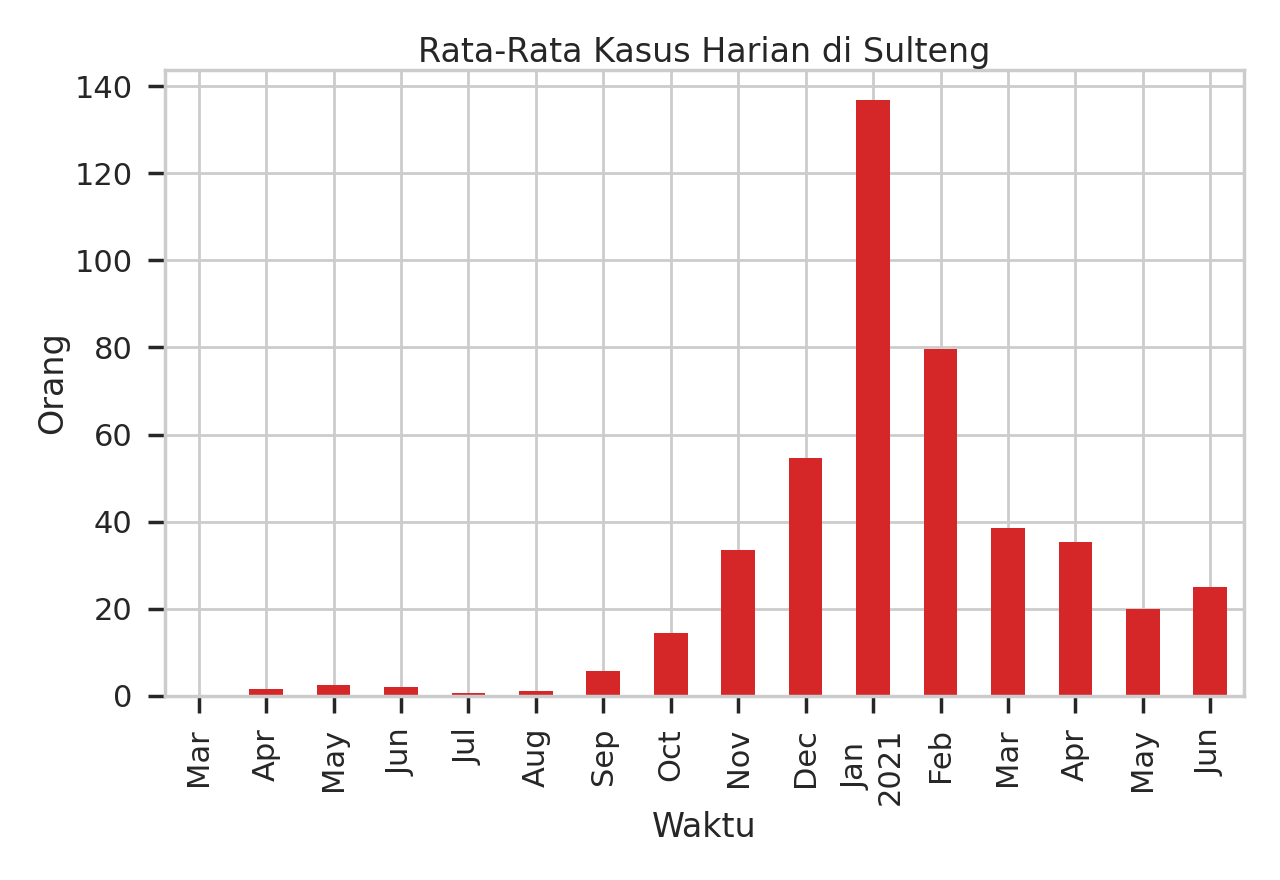 Rata-Rata Kasus Harian di Sulteng
140
120
100
80
60
40
20
0
Orang
Mar
Apr
May
Jun
Jul
Aug
Sep
Oct
Nov
Dec
Jan
2021
Feb
Mar
Apr
May
Jun
Waktu